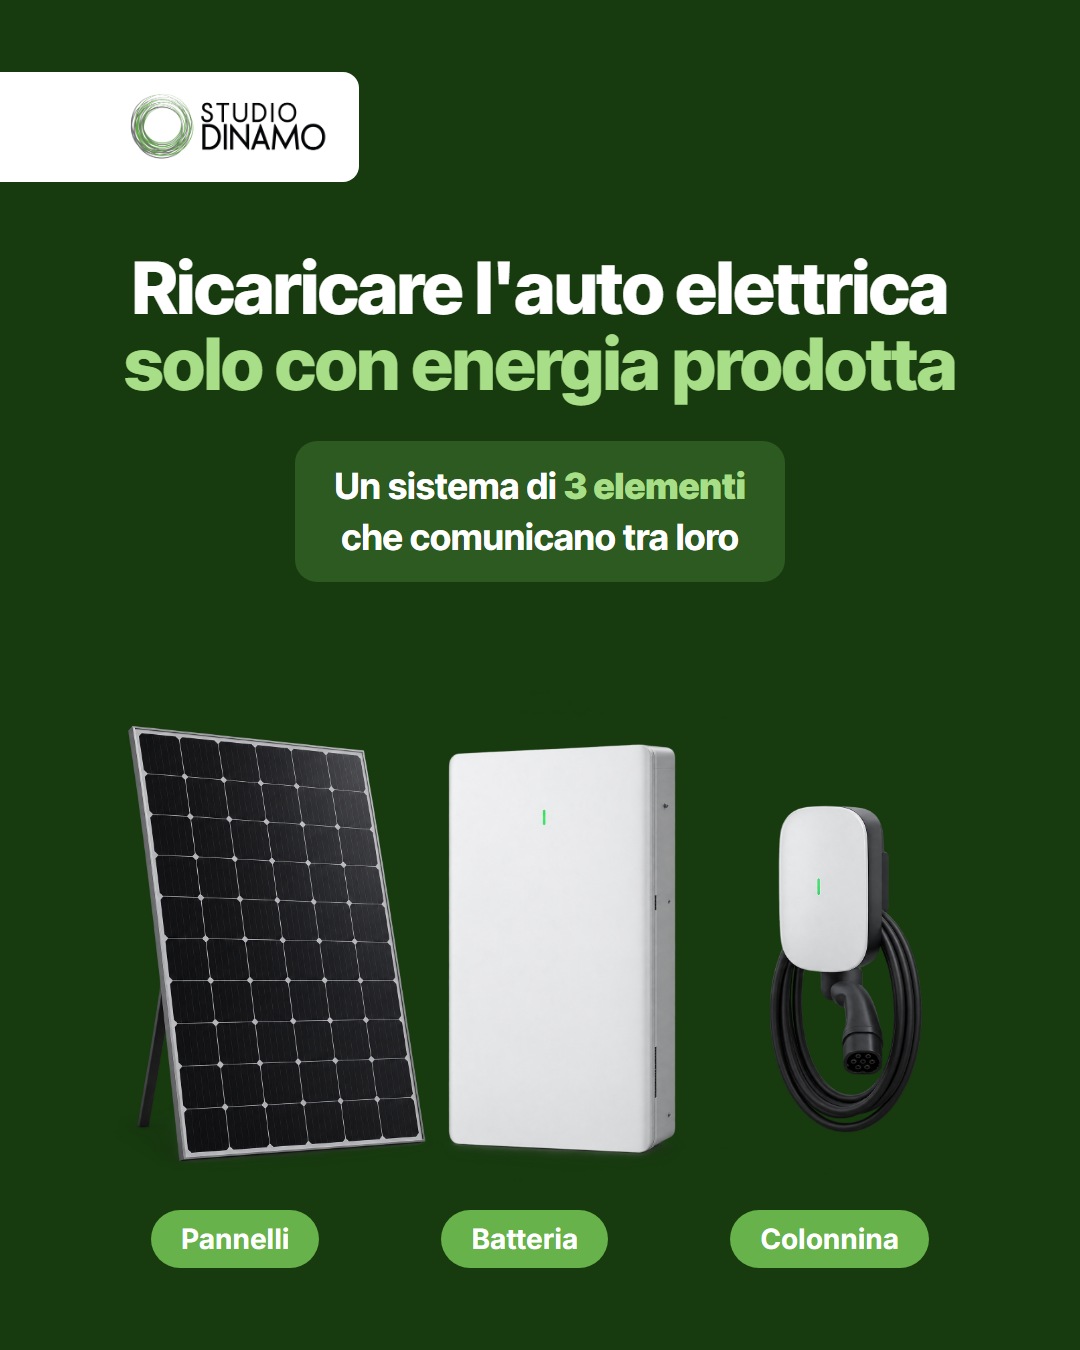 STUDIO
DINAMO
Ricaricare l'auto elettrica
solo con energia prodotta
Un sistema di 3 elementi
che comunicano tra loro
Pannelli
Batteria
Colonnina